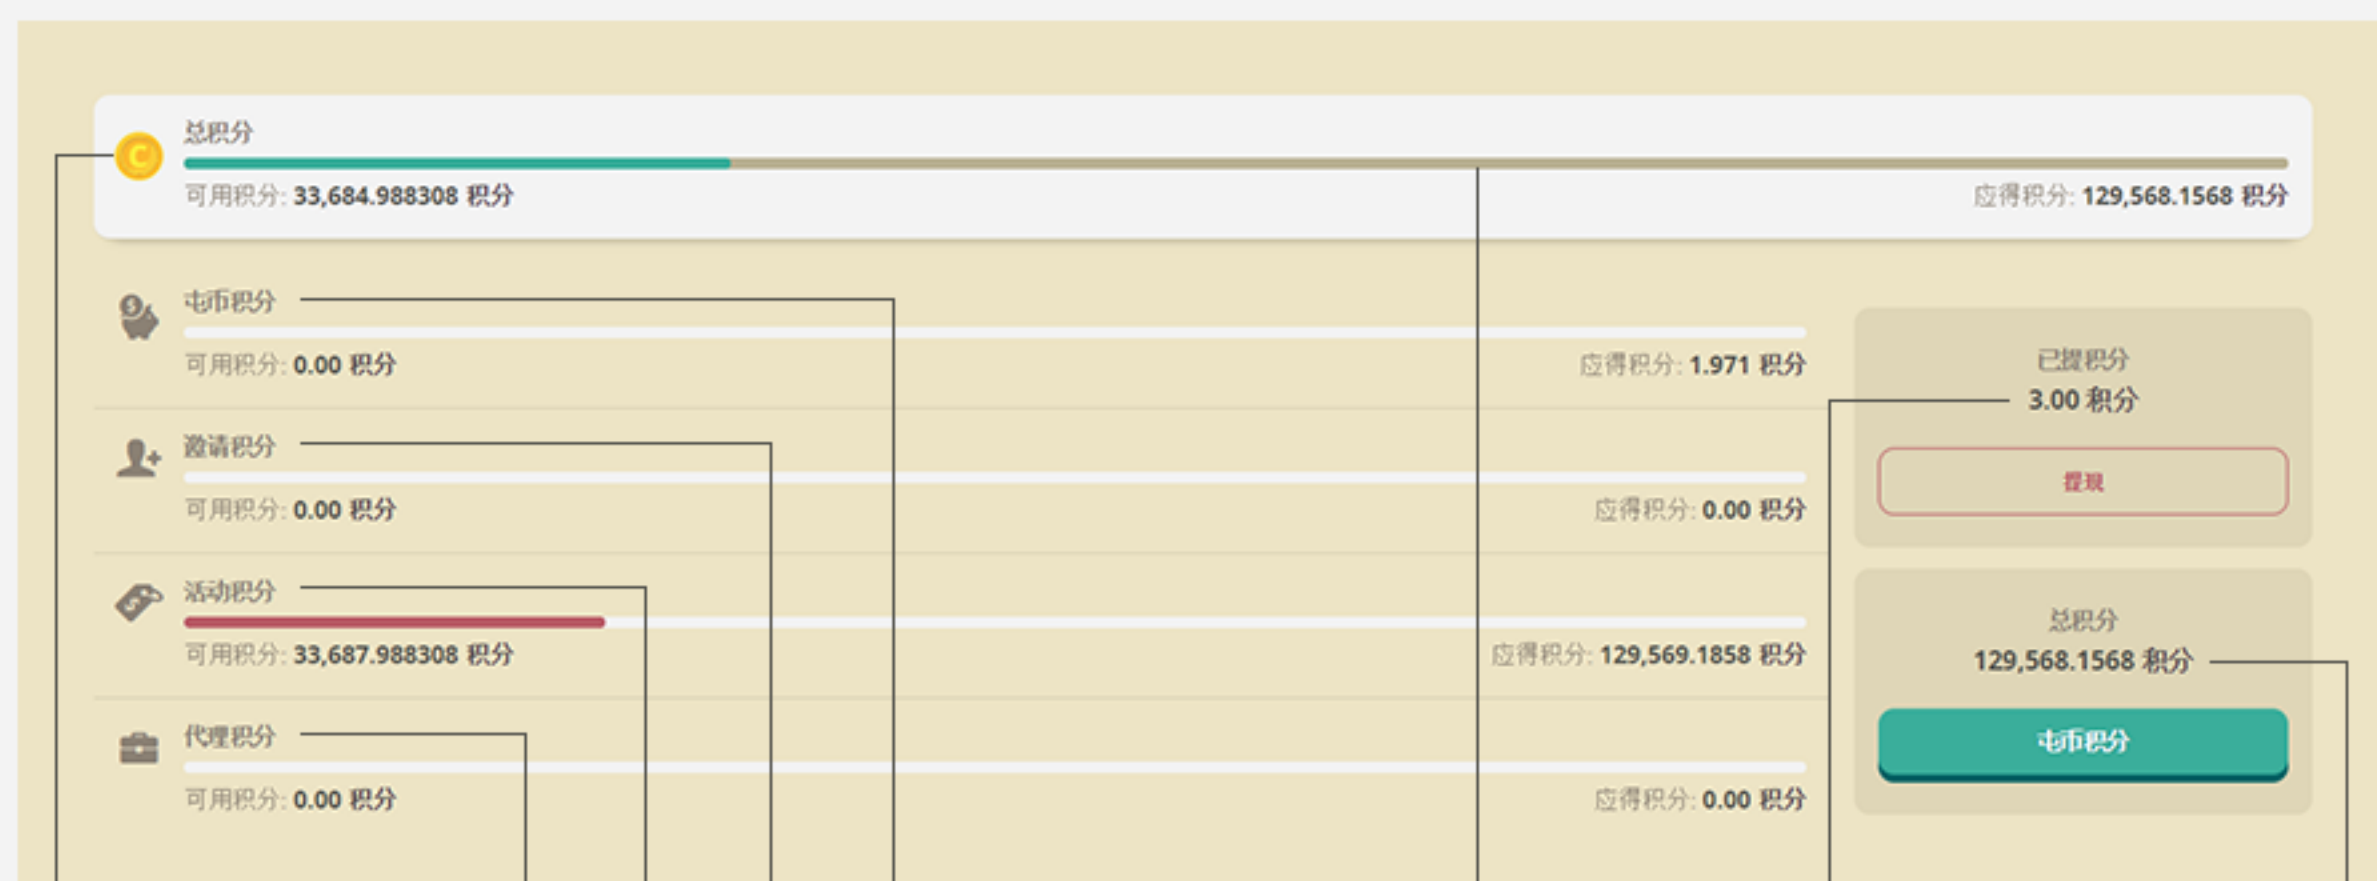 总积分
可用积分: 33,684.988308 积分
应得积分: 129,568.1568 积分
屯币积分
可用积分: 0.00 积分
应得积分: 1.971 积分
邀请积分
可用积分: 0.00 积分
应得积分: 0.00 积分
活动积分
可用积分: 33,687.988308 积分
应得积分: 129,569.1858 积分
代理积分
可用积分: 0.00 积分
应得积分: 0.00 积分
已提积分
3.00 积分
提现
总积分
129,568.1568 积分
屯币积分